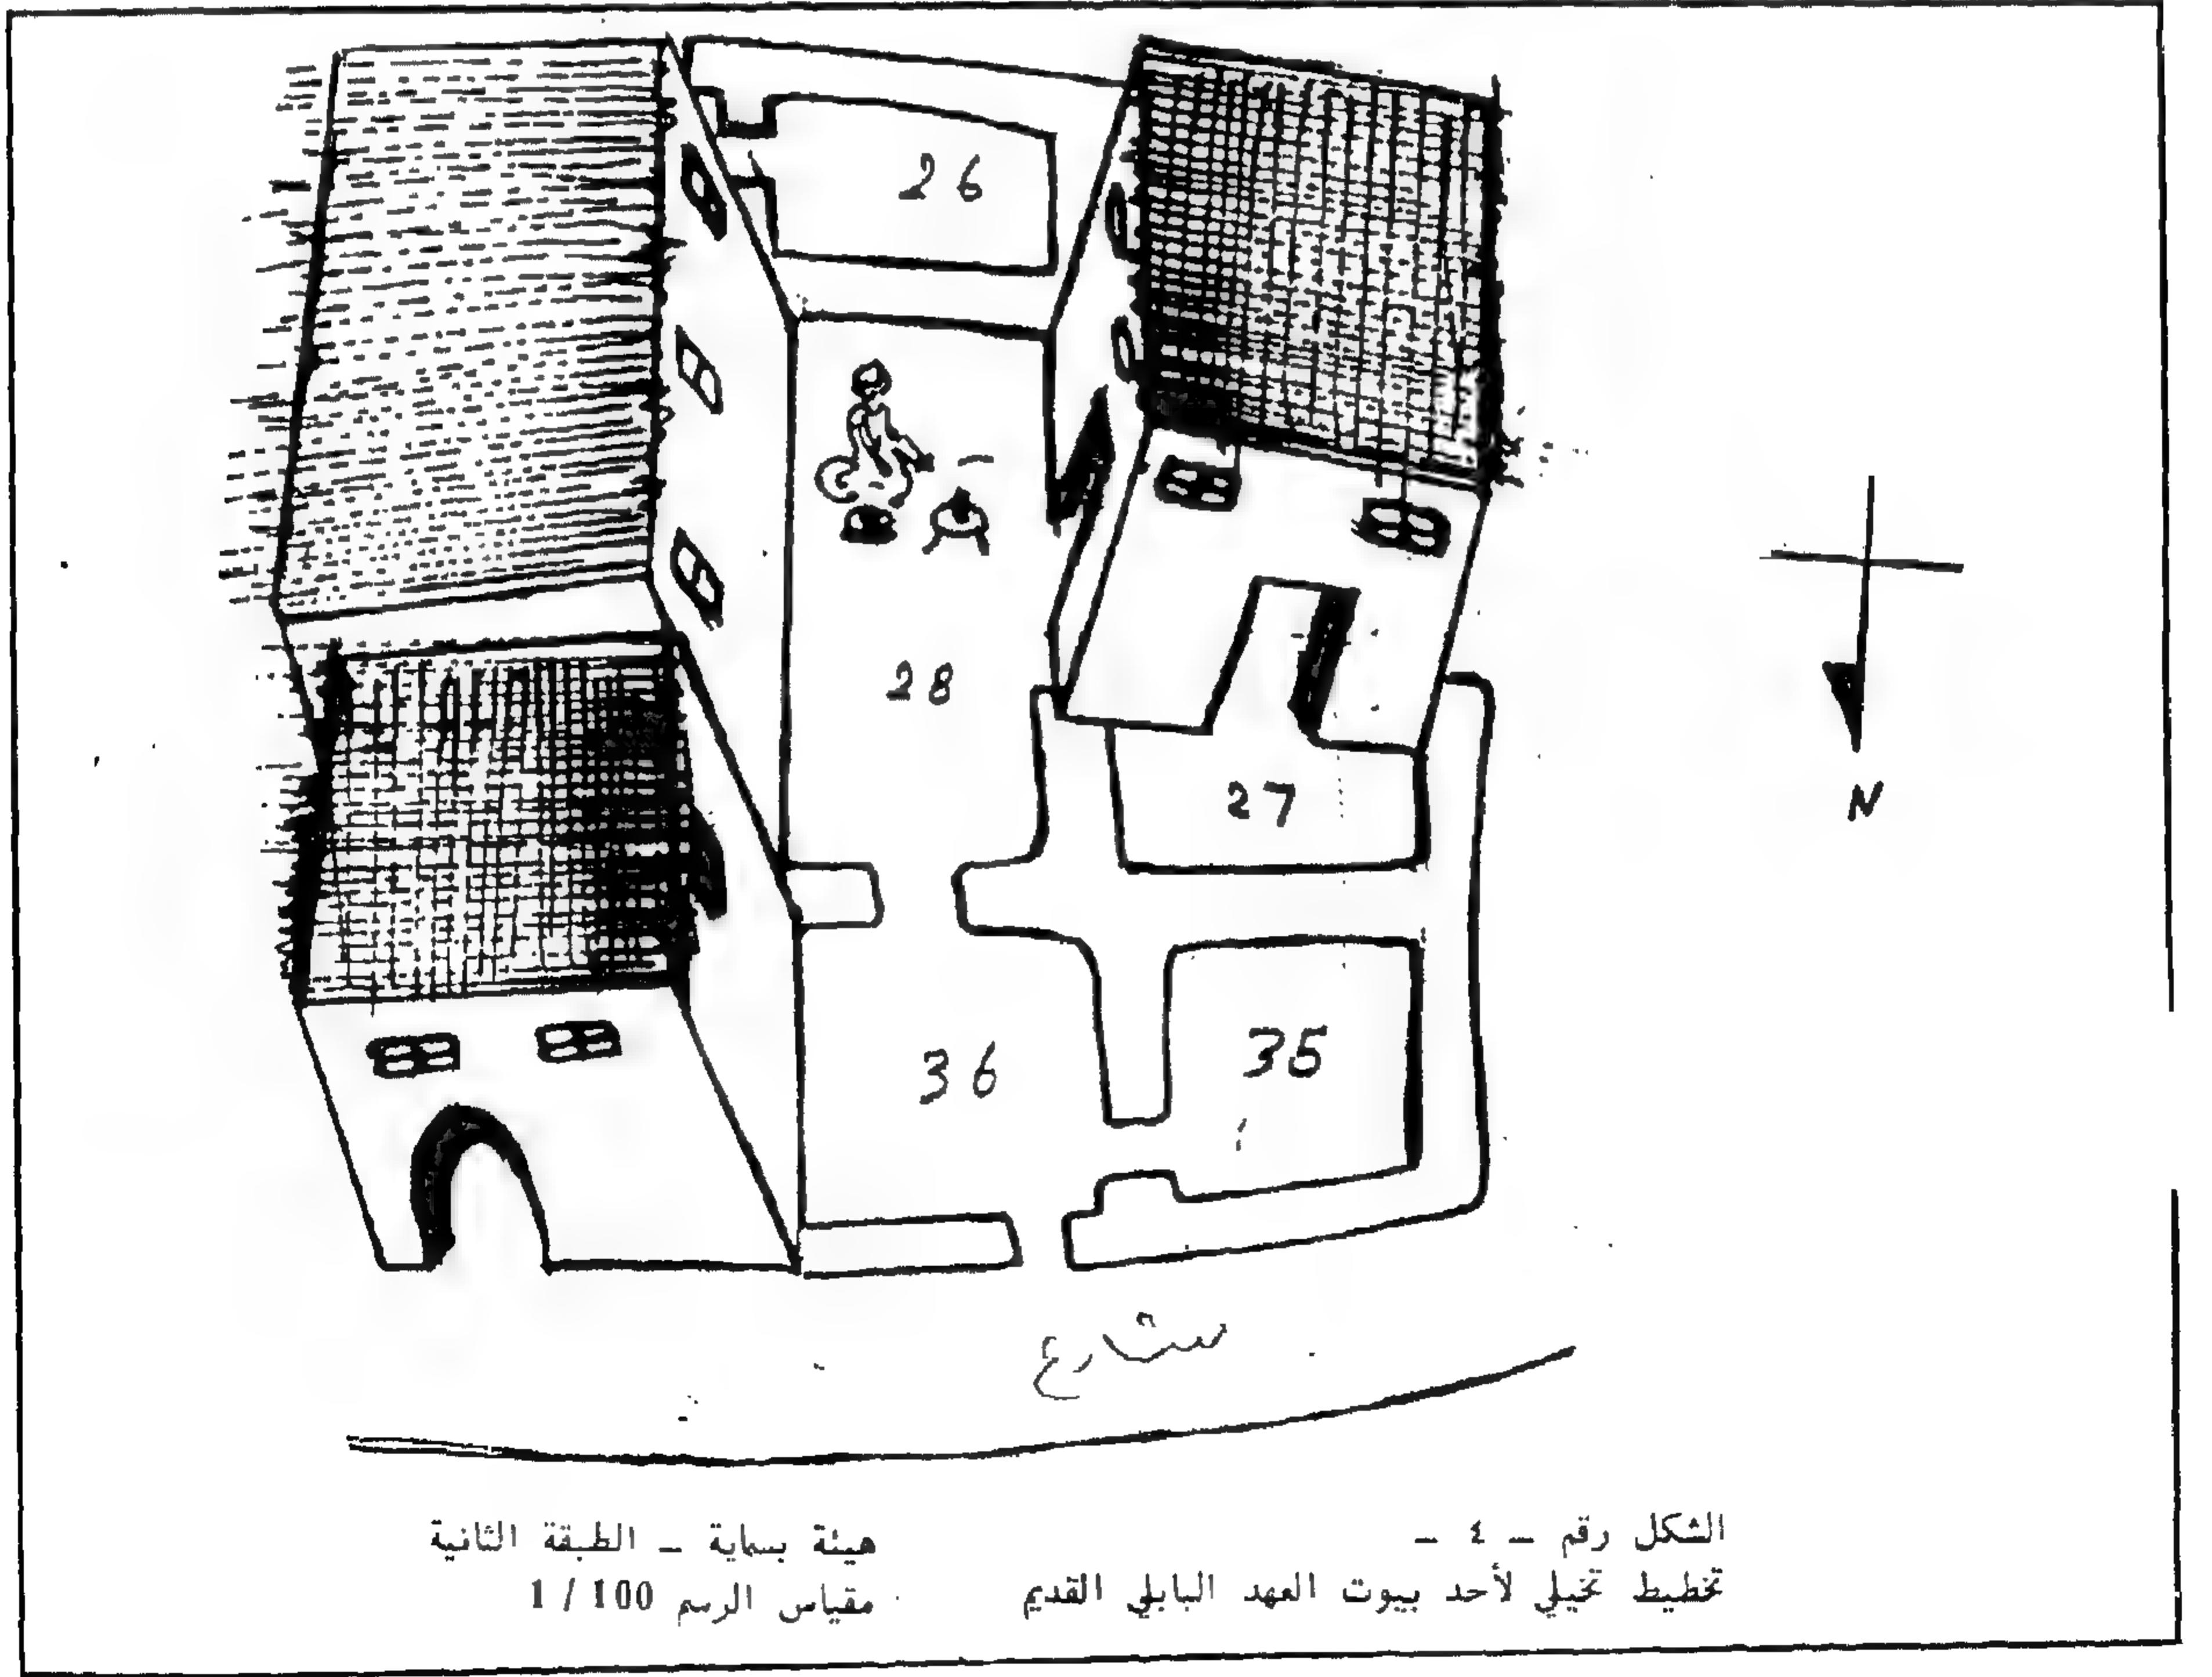 26
28
27
N
36
35
شارع
الشكل رقم – ٤ –
تخطيط تخيلي لأحد بيوت العهد البابلي القديم
هيئة بسماية – الطبقة الثانية
مقياس الرسم 100 / 1